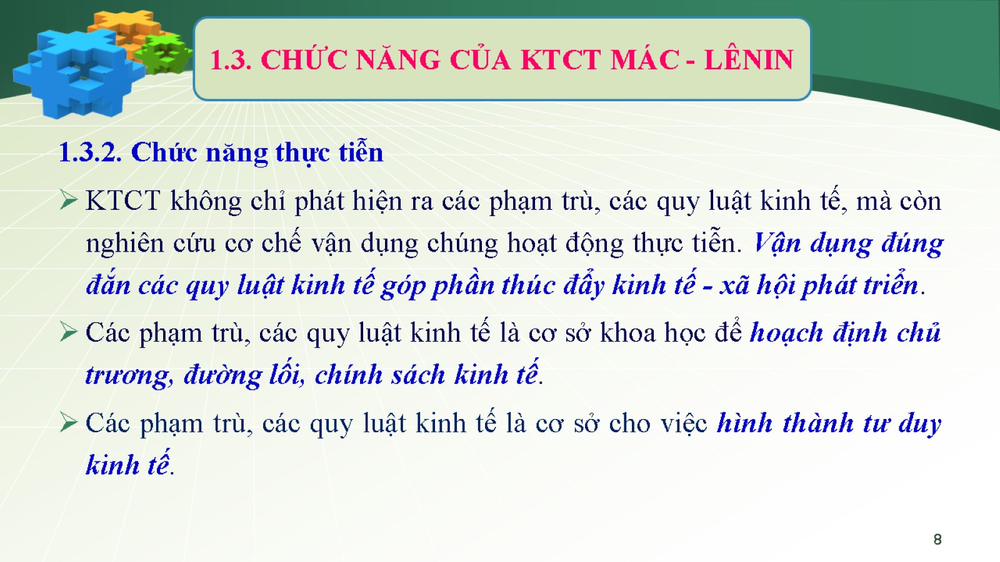 1.3. CHỨC NĂNG CỦA KTCT MÁC - LÊNIN
1.3.2. Chức năng thực tiễn
KTCT không chỉ phát hiện ra các phạm trù, các quy luật kinh tế, mà còn
nghiên cứu cơ chế vận dụng chúng hoạt động thực tiễn. Vận dụng đúng
đắn các quy luật kinh tế góp phần thúc đẩy kinh tế - xã hội phát triển.
Các phạm trù, các quy luật kinh tế là cơ sở khoa học để hoạch định chủ
trương, đường lối, chính sách kinh tế.
Các phạm trù, các quy luật kinh tế là cơ sở cho việc hình thành tư duy
kinh tế.
8